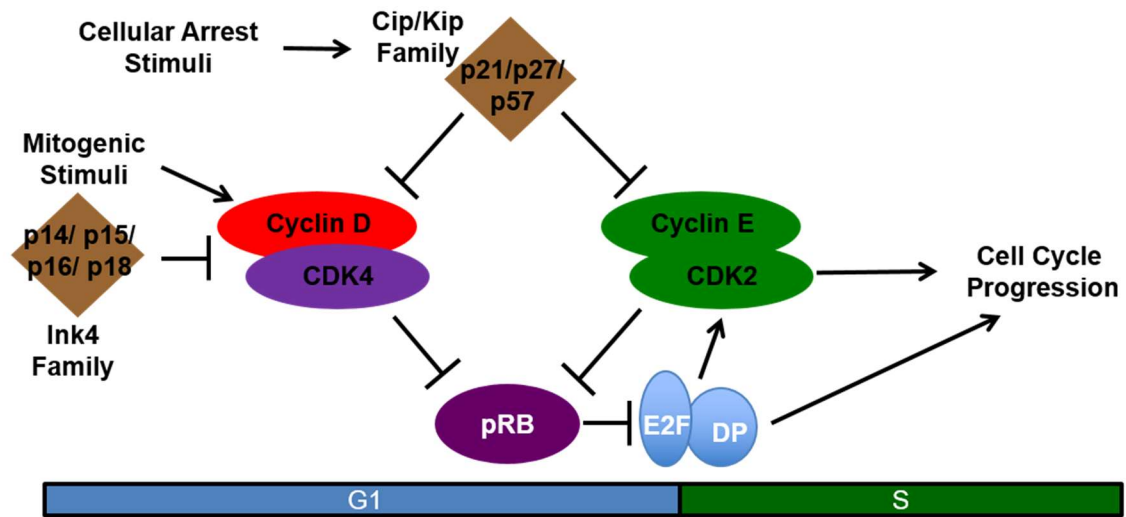 Cellular Arrest
Stimuli
Cip/Kip
Family
p21/p27/
p57
Mitogenic
Stimuli
p14/ p15/
p16/ p18
Ink4
Family
Cyclin D
CDK4
Cyclin E
CDK2
Cell Cycle
Progression
pRB
E2F
DP
G1
S